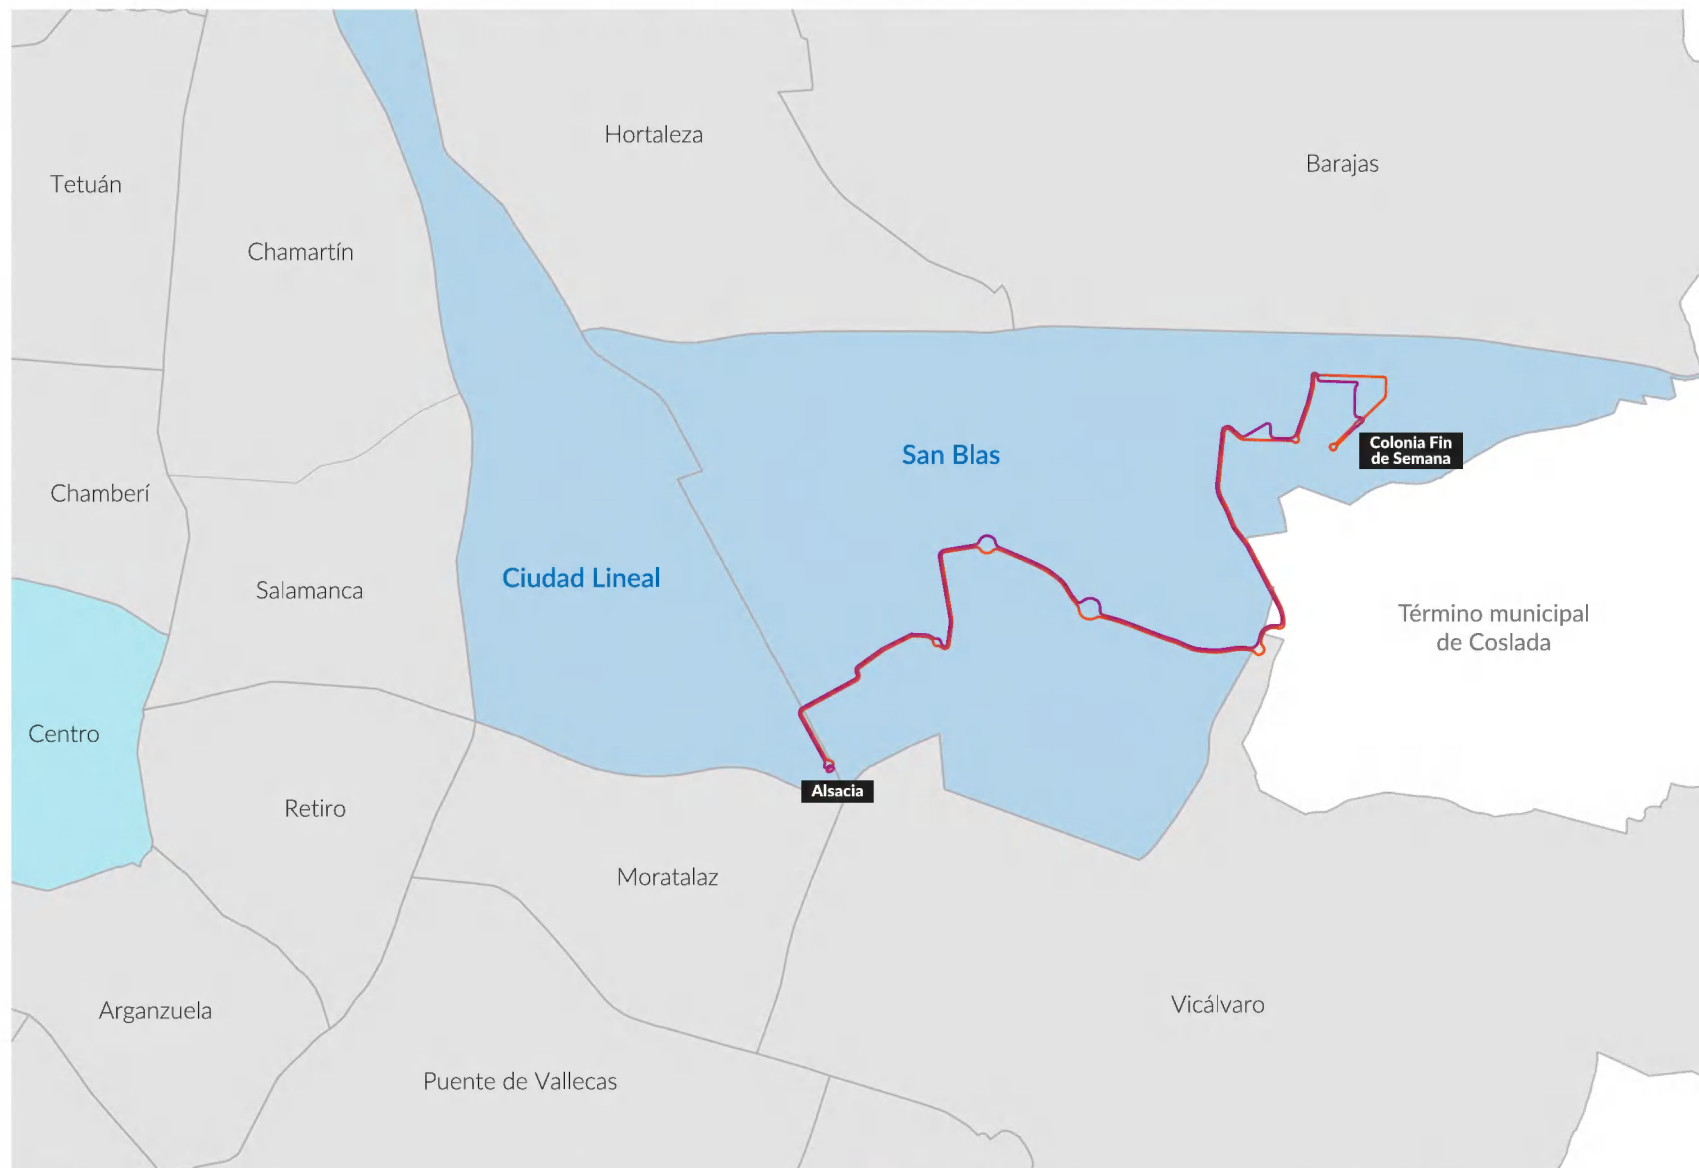 Hortaleza
Barajas
Tetuán
Chamartín
Colonia Fin
de Semana
San Blas
Chamberí
Ciudad Lineal
Salamanca
Término municipal
de Coslada
Centro
Alsacia
Retiro
Moratalaz
Vicálvaro
Arganzuela
Puente de Vallecas